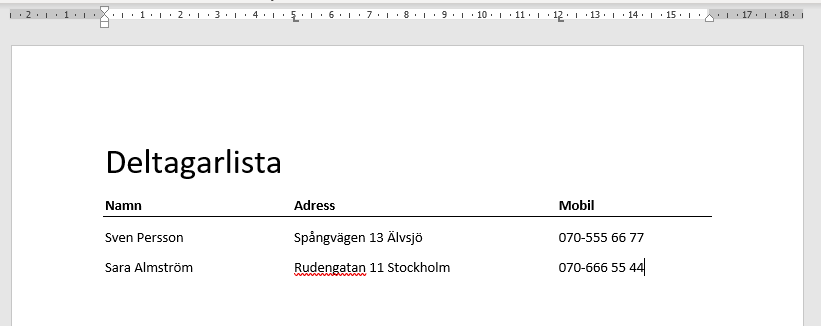 2 1 1 2 3 4 5 6 7 8 9 10 11 12 13 14 15 17 18
Deltagarlista
Namn Adress Mobil
Sven Persson Spångvägen 13 Älvsjö 070-555 66 77
Sara Almström Rudengatan 11 Stockholm 070-666 55 44